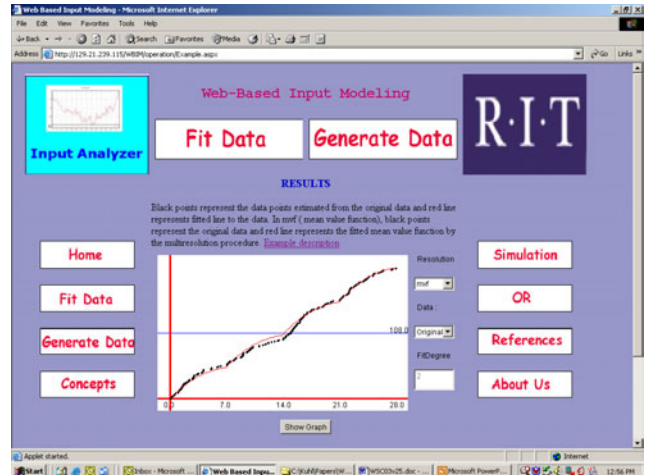 Web Based Input Modeling - Microsoft Internet Explorer
File Edit View Favorites Tools Help
Back Search Favorites Media
Address http://129.21.239.115/WBIM/operation/Example.aspx Go Links
Web-Based Input Modeling
Fit Data Generate Data
R·I·T
Input Analyzer
RESULTS
Black points represent the data points estimated from the original data and red line
represents fitted line to the data. In mvf ( mean value function), black points
represent the original data and red line represents the fitted mean value function by
the multiresolution procedure. Example description
Home
Fit Data
Generate Data
Concepts
Resolution
mvf
Data :
Original
FitDegree
2
108.0
0.0 7.0 14.0 21.0 28.0
Show Graph
Simulation
OR
References
About Us
Applet started. Internet
Start Inbox - Microsoft ... Web Based Inpu... C:\Kuhl\Papers\W... WSC03v25.doc - ... Microsoft PowerP... 12:56 PM